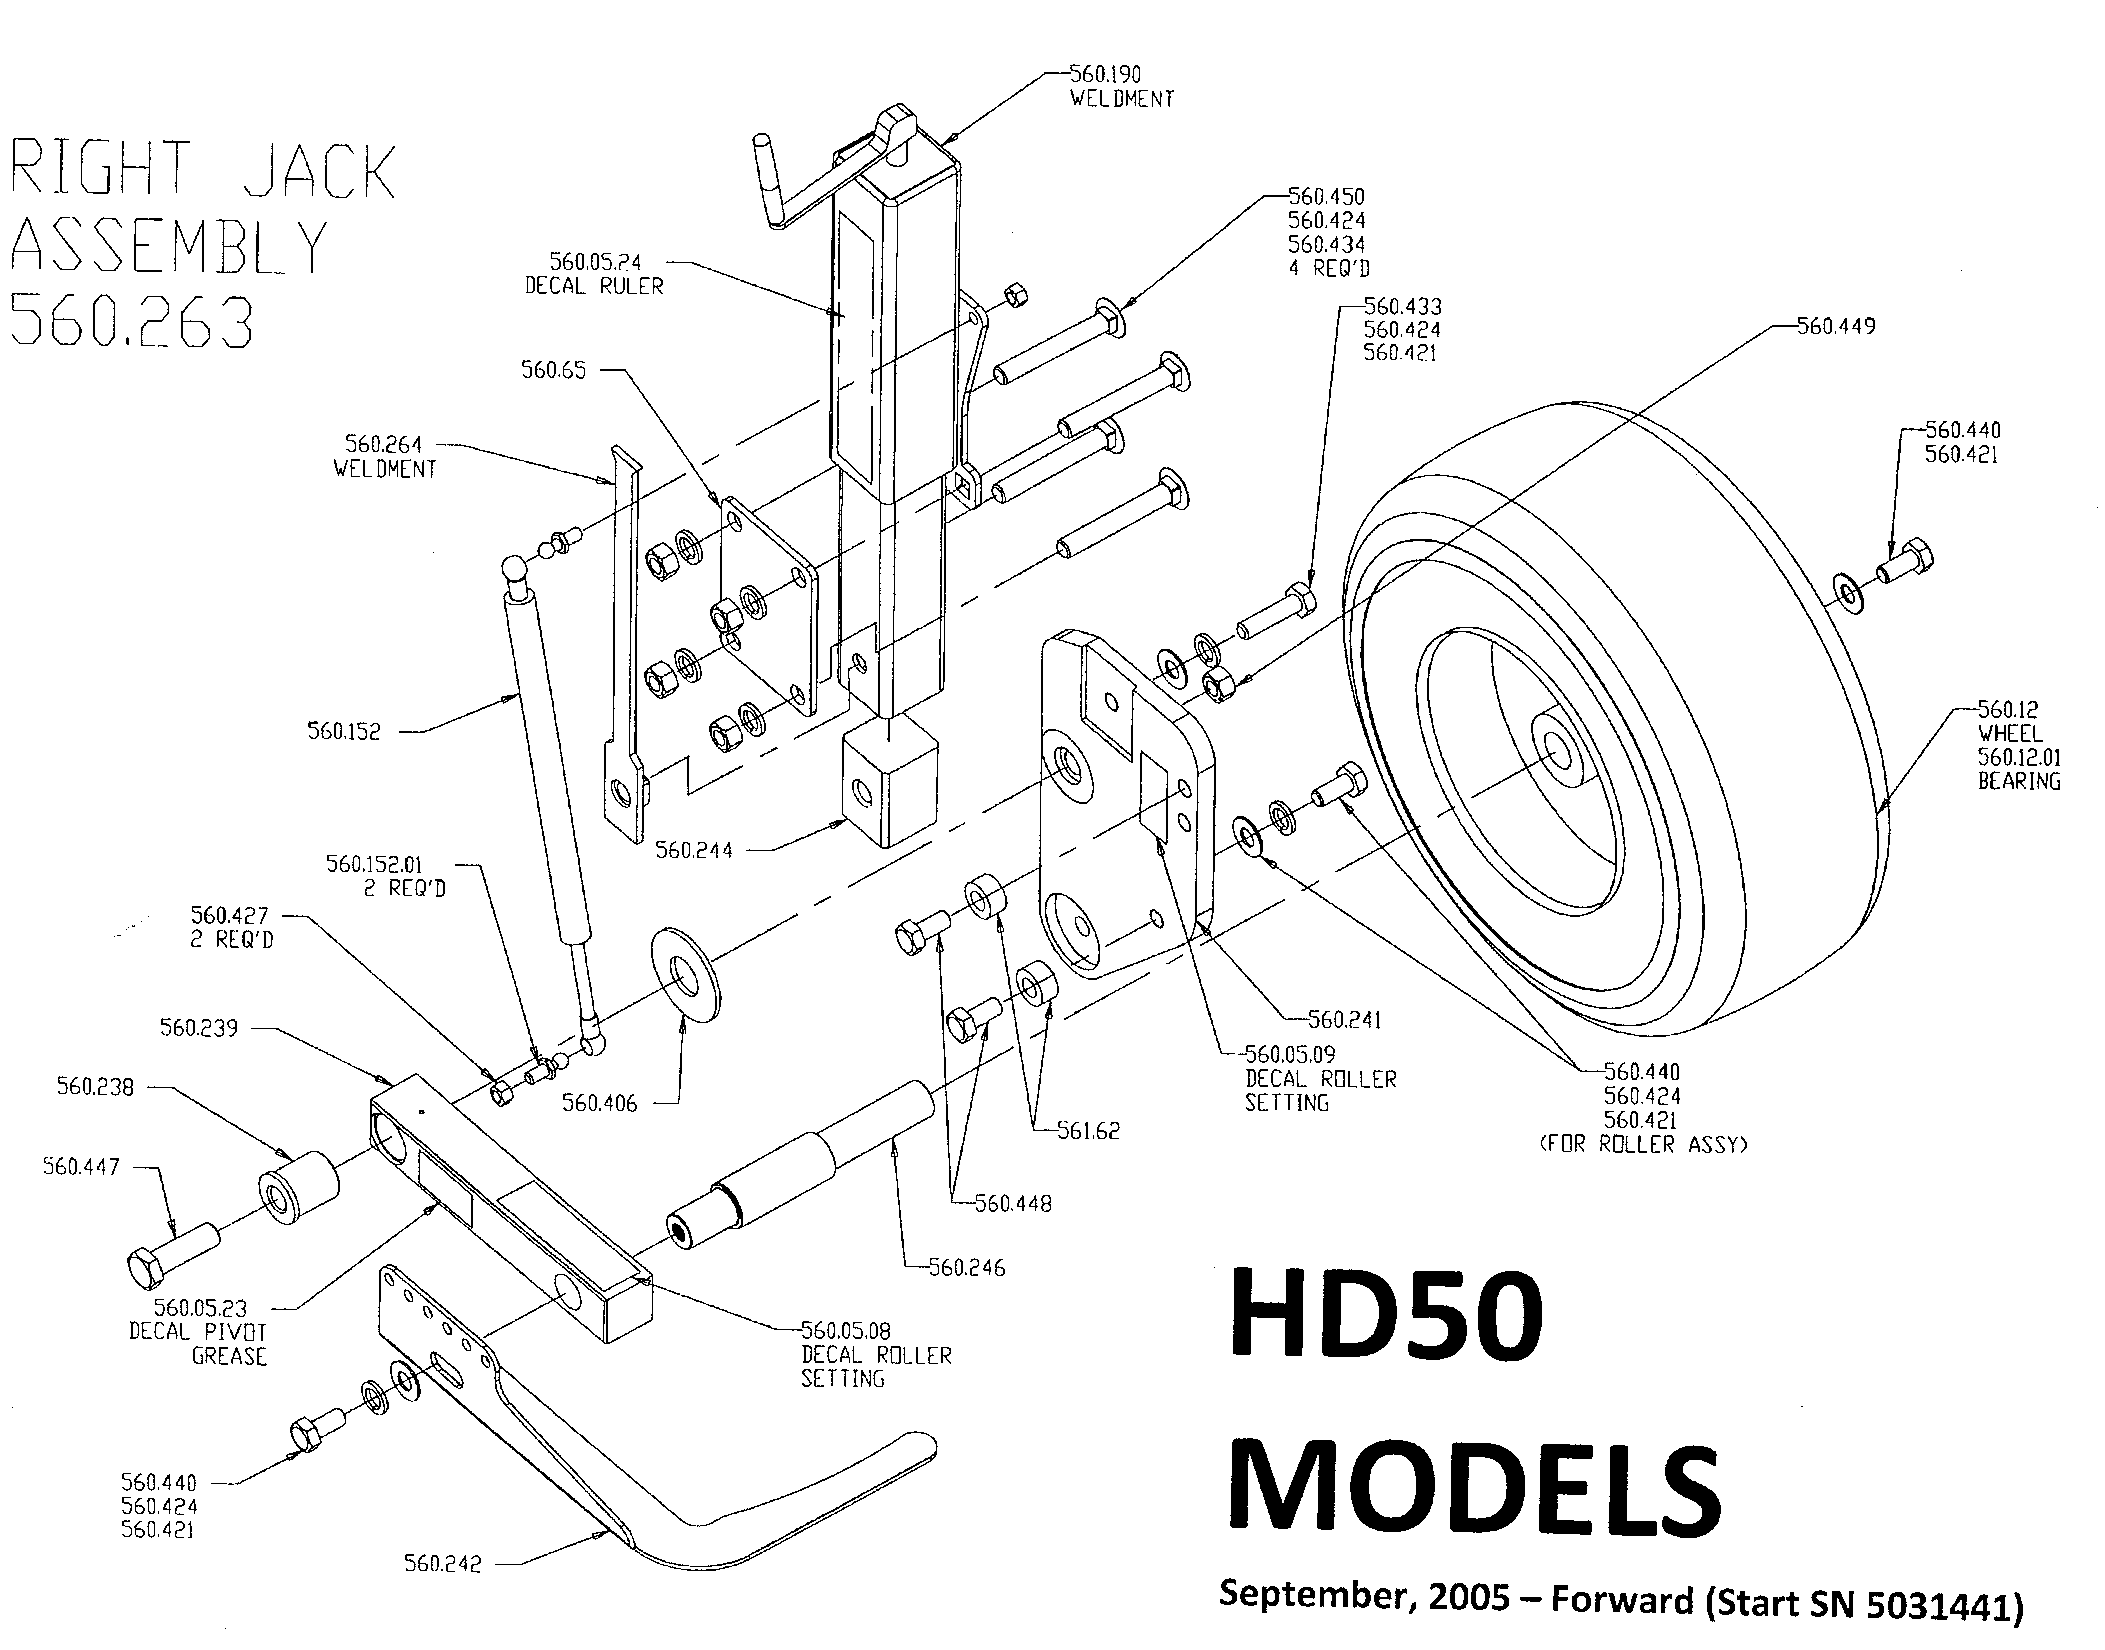 RIGHT JACK
ASSEMBLY
560.263
560.190
WELDMENT
560.450
560.424
560.434
4 REQ'D
560.05.24
DECAL RULER
560.433
560.424
560.421
560.449
560.65
560.264
WELDMENT
560.440
560.421
560.152
560.12
WHEEL
560.12.01
BEARING
560.244
560.152.01
2 REQ'D
560.427
2 REQ'D
560.239
560.238
560.447
560.406
560.241
560.05.09
DECAL ROLLER
SETTING
560.440
560.424
560.421
(FOR ROLLER ASSY)
561.62
560.448
560.246
560.05.23
DECAL PIVOT
GREASE
560.05.08
DECAL ROLLER
SETTING
560.440
560.424
560.421
560.242
HD50
MODELS
September, 2005 – Forward (Start SN 5031441)